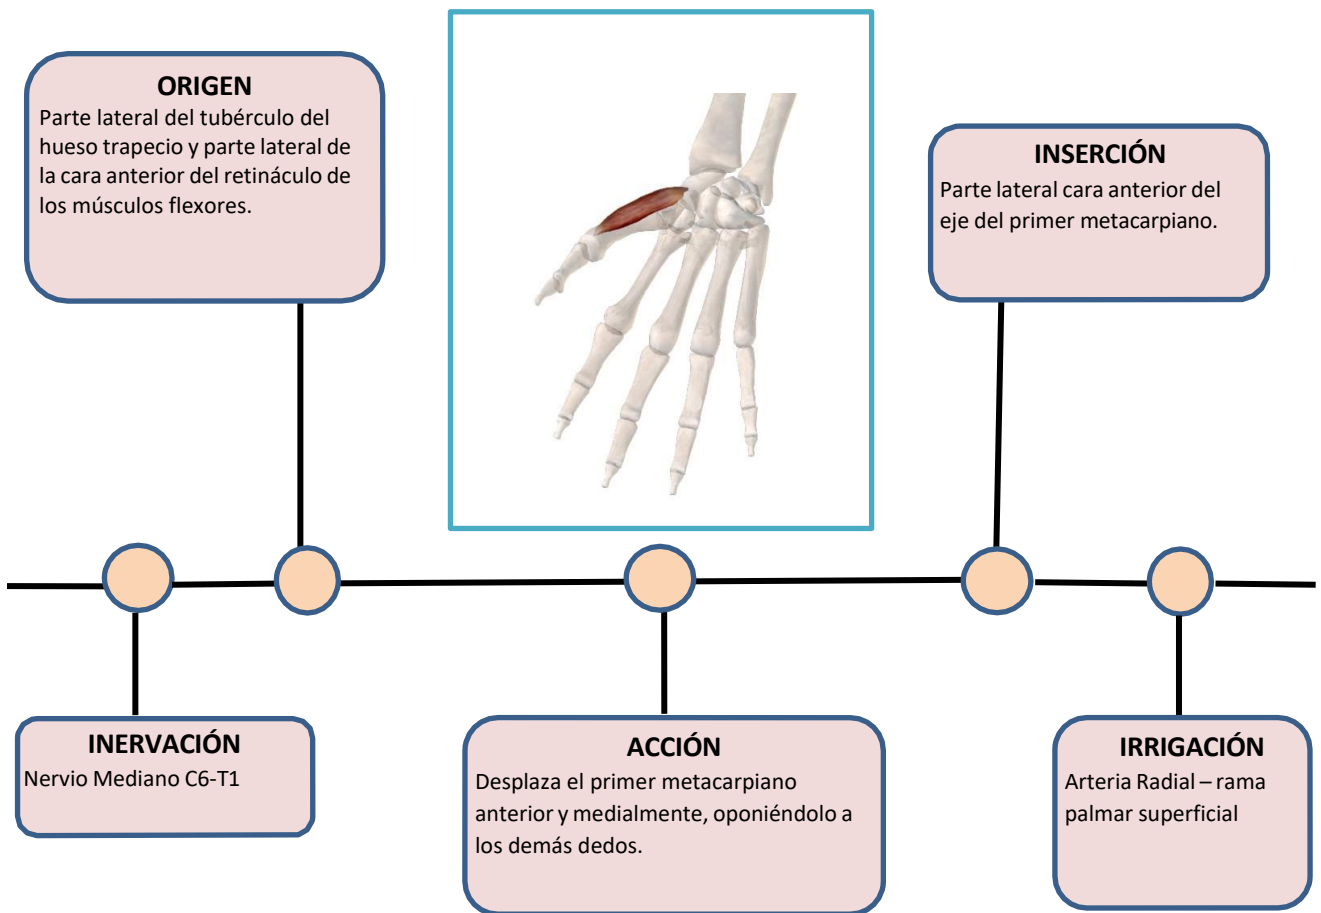 ORIGEN
Parte lateral del tubérculo del
hueso trapecio y parte lateral de
la cara anterior del retináculo de
los músculos flexores.
INSERCIÓN
Parte lateral cara anterior del
eje del primer metacarpiano.
INERVACIÓN
Nervio Mediano C6-T1
ACCIÓN
Desplaza el primer metacarpiano
anterior y medialmente, oponiéndolo a
los demás dedos.
IRRIGACIÓN
Arteria Radial – rama
palmar superficial